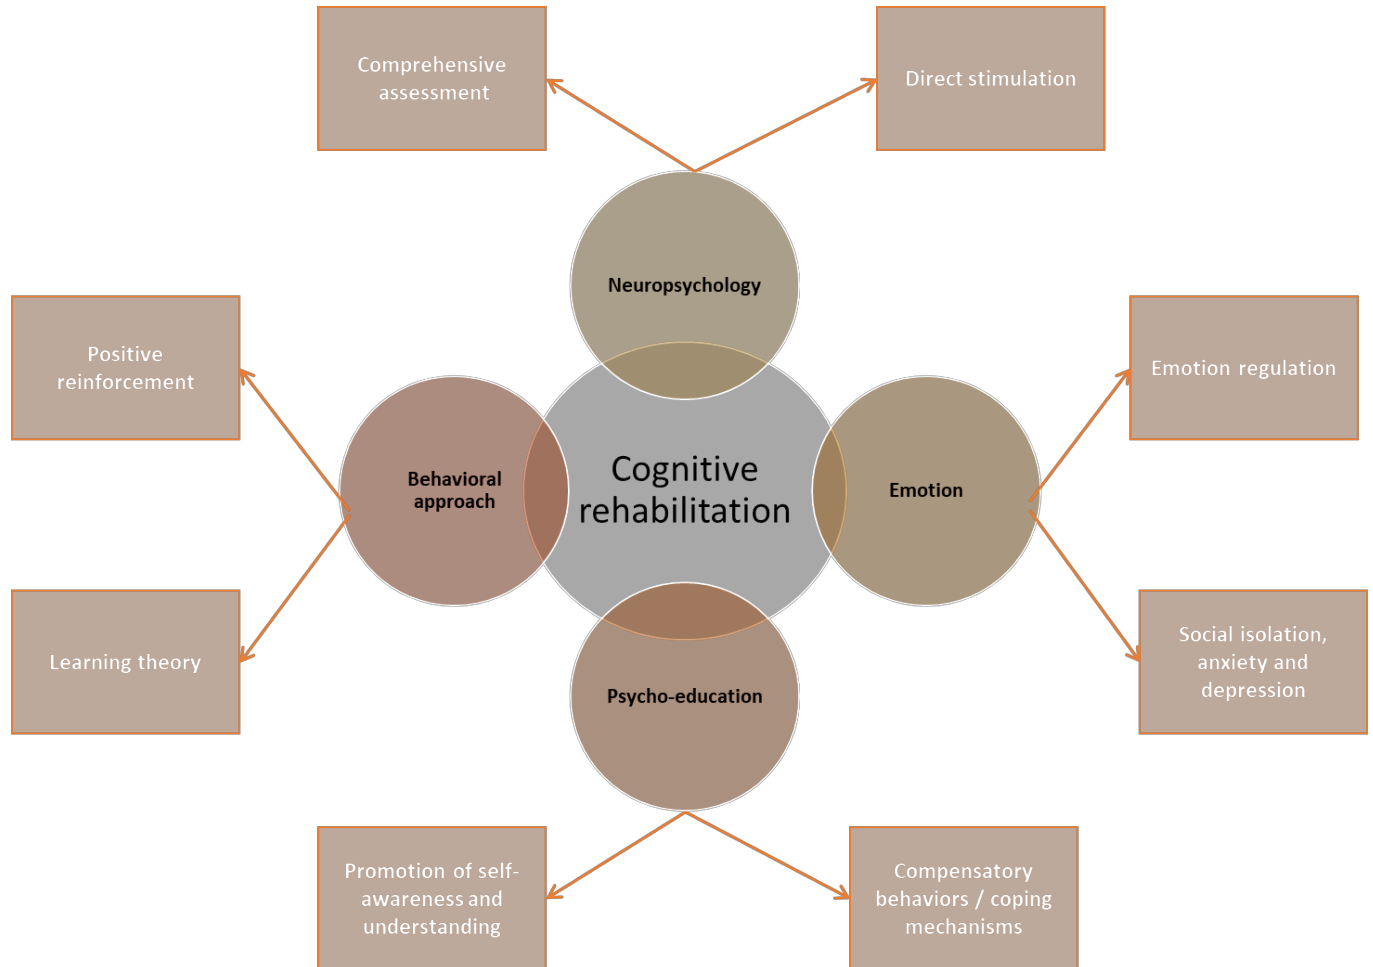 Comprehensive
assessment
Direct stimulation
Neuropsychology
Positive
reinforcement
Emotion regulation
Behavioral
approach
Cognitive
rehabilitation
Emotion
Learning theory
Social isolation,
anxiety and
depression
Psycho-education
Promotion of self-
awareness and
understanding
Compensatory
behaviors / coping
mechanisms